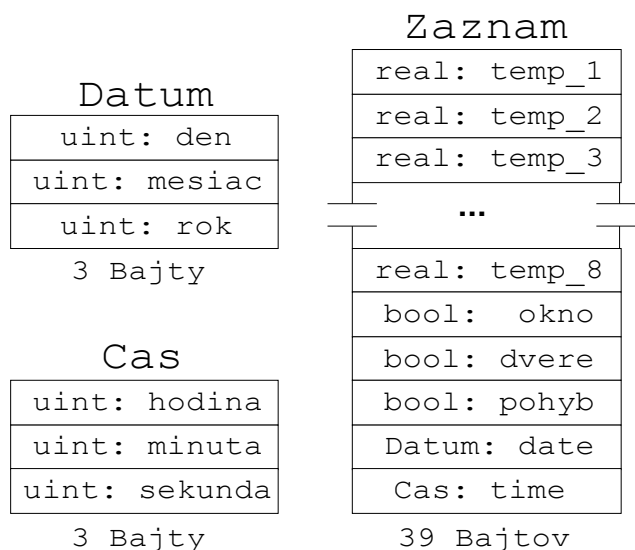 Datum
uint: den
uint: mesiac
uint: rok
3 Bajty
Cas
uint: hodina
uint: minuta
uint: sekunda
3 Bajty
Zaznam
real: temp_1
real: temp_2
real: temp_3
...
real: temp_8
bool: okno
bool: dvere
bool: pohyb
Datum: date
Cas: time
39 Bajtov